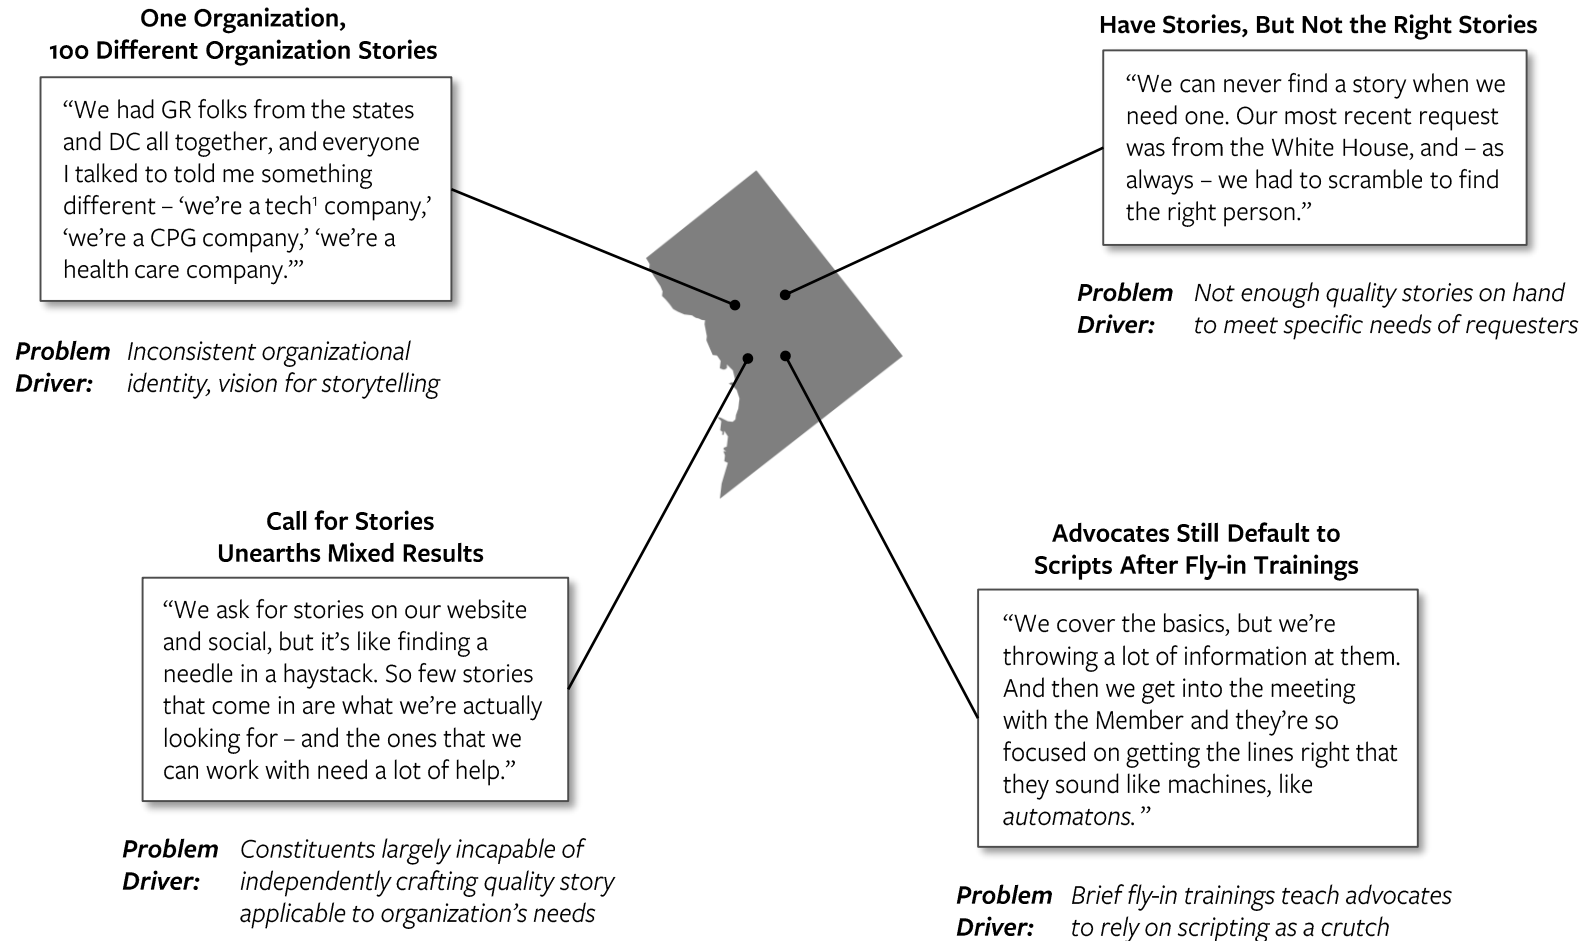 One Organization,
100 Different Organization Stories
“We had GR folks from the states
and DC all together, and everyone
I talked to told me something
different – ‘we’re a tech¹ company,’
‘we’re a CPG company,’ ‘we’re a
health care company.’”
Problem Driver: Inconsistent organizational
identity, vision for storytelling
Have Stories, But Not the Right Stories
“We can never find a story when we
need one. Our most recent request
was from the White House, and – as
always – we had to scramble to find
the right person.”
Problem Driver: Not enough quality stories on hand
to meet specific needs of requesters
Call for Stories
Unearths Mixed Results
“We ask for stories on our website
and social, but it’s like finding a
needle in a haystack. So few stories
that come in are what we’re actually
looking for – and the ones that we
can work with need a lot of help.”
Problem Driver: Constituents largely incapable of
independently crafting quality story
applicable to organization’s needs
Advocates Still Default to
Scripts After Fly-in Trainings
“We cover the basics, but we’re
throwing a lot of information at them.
And then we get into the meeting
with the Member and they’re so
focused on getting the lines right that
they sound like machines, like
automatons.”
Problem Driver: Brief fly-in trainings teach advocates
to rely on scripting as a crutch